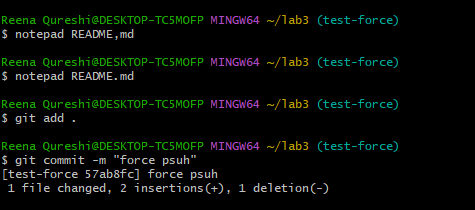 Reena Qureshi@DESKTOP-TC5MOFP MINGW64 ~/lab3 (test-force)
$ notepad README,md
Reena Qureshi@DESKTOP-TC5MOFP MINGW64 ~/lab3 (test-force)
$ notepad README.md
Reena Qureshi@DESKTOP-TC5MOFP MINGW64 ~/lab3 (test-force)
$ git add .
Reena Qureshi@DESKTOP-TC5MOFP MINGW64 ~/lab3 (test-force)
$ git commit -m "force psuh"
[test-force 57ab8fc] force psuh
1 file changed, 2 insertions(+), 1 deletion(-)